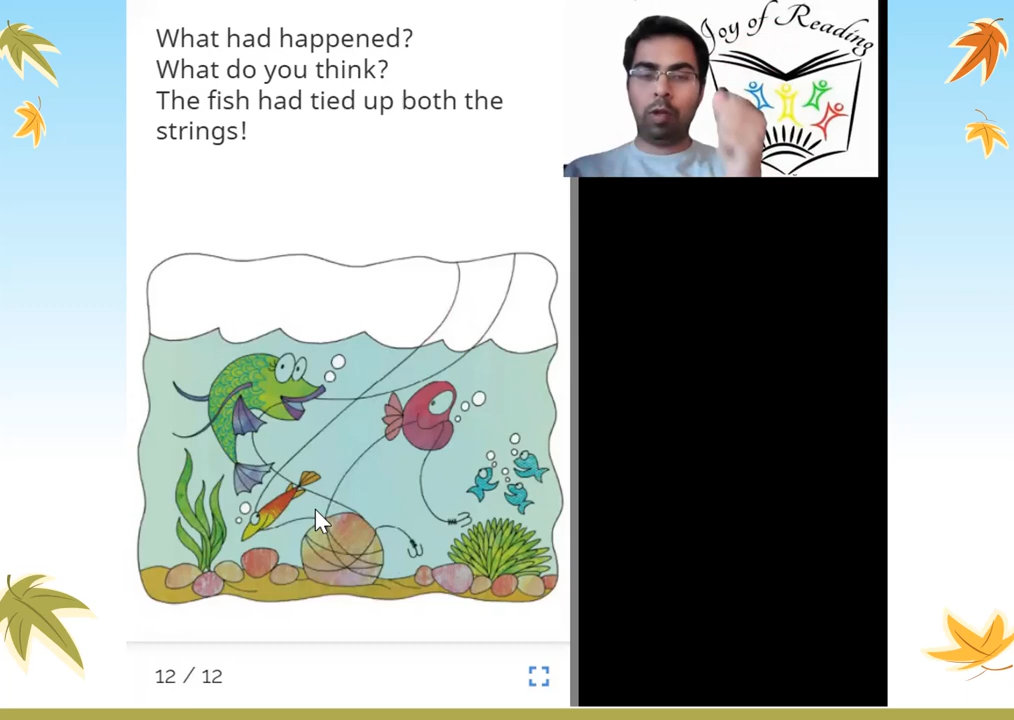 What had happened?
What do you think?
The fish had tied up both the
strings!
Joy of Reading
12 / 12